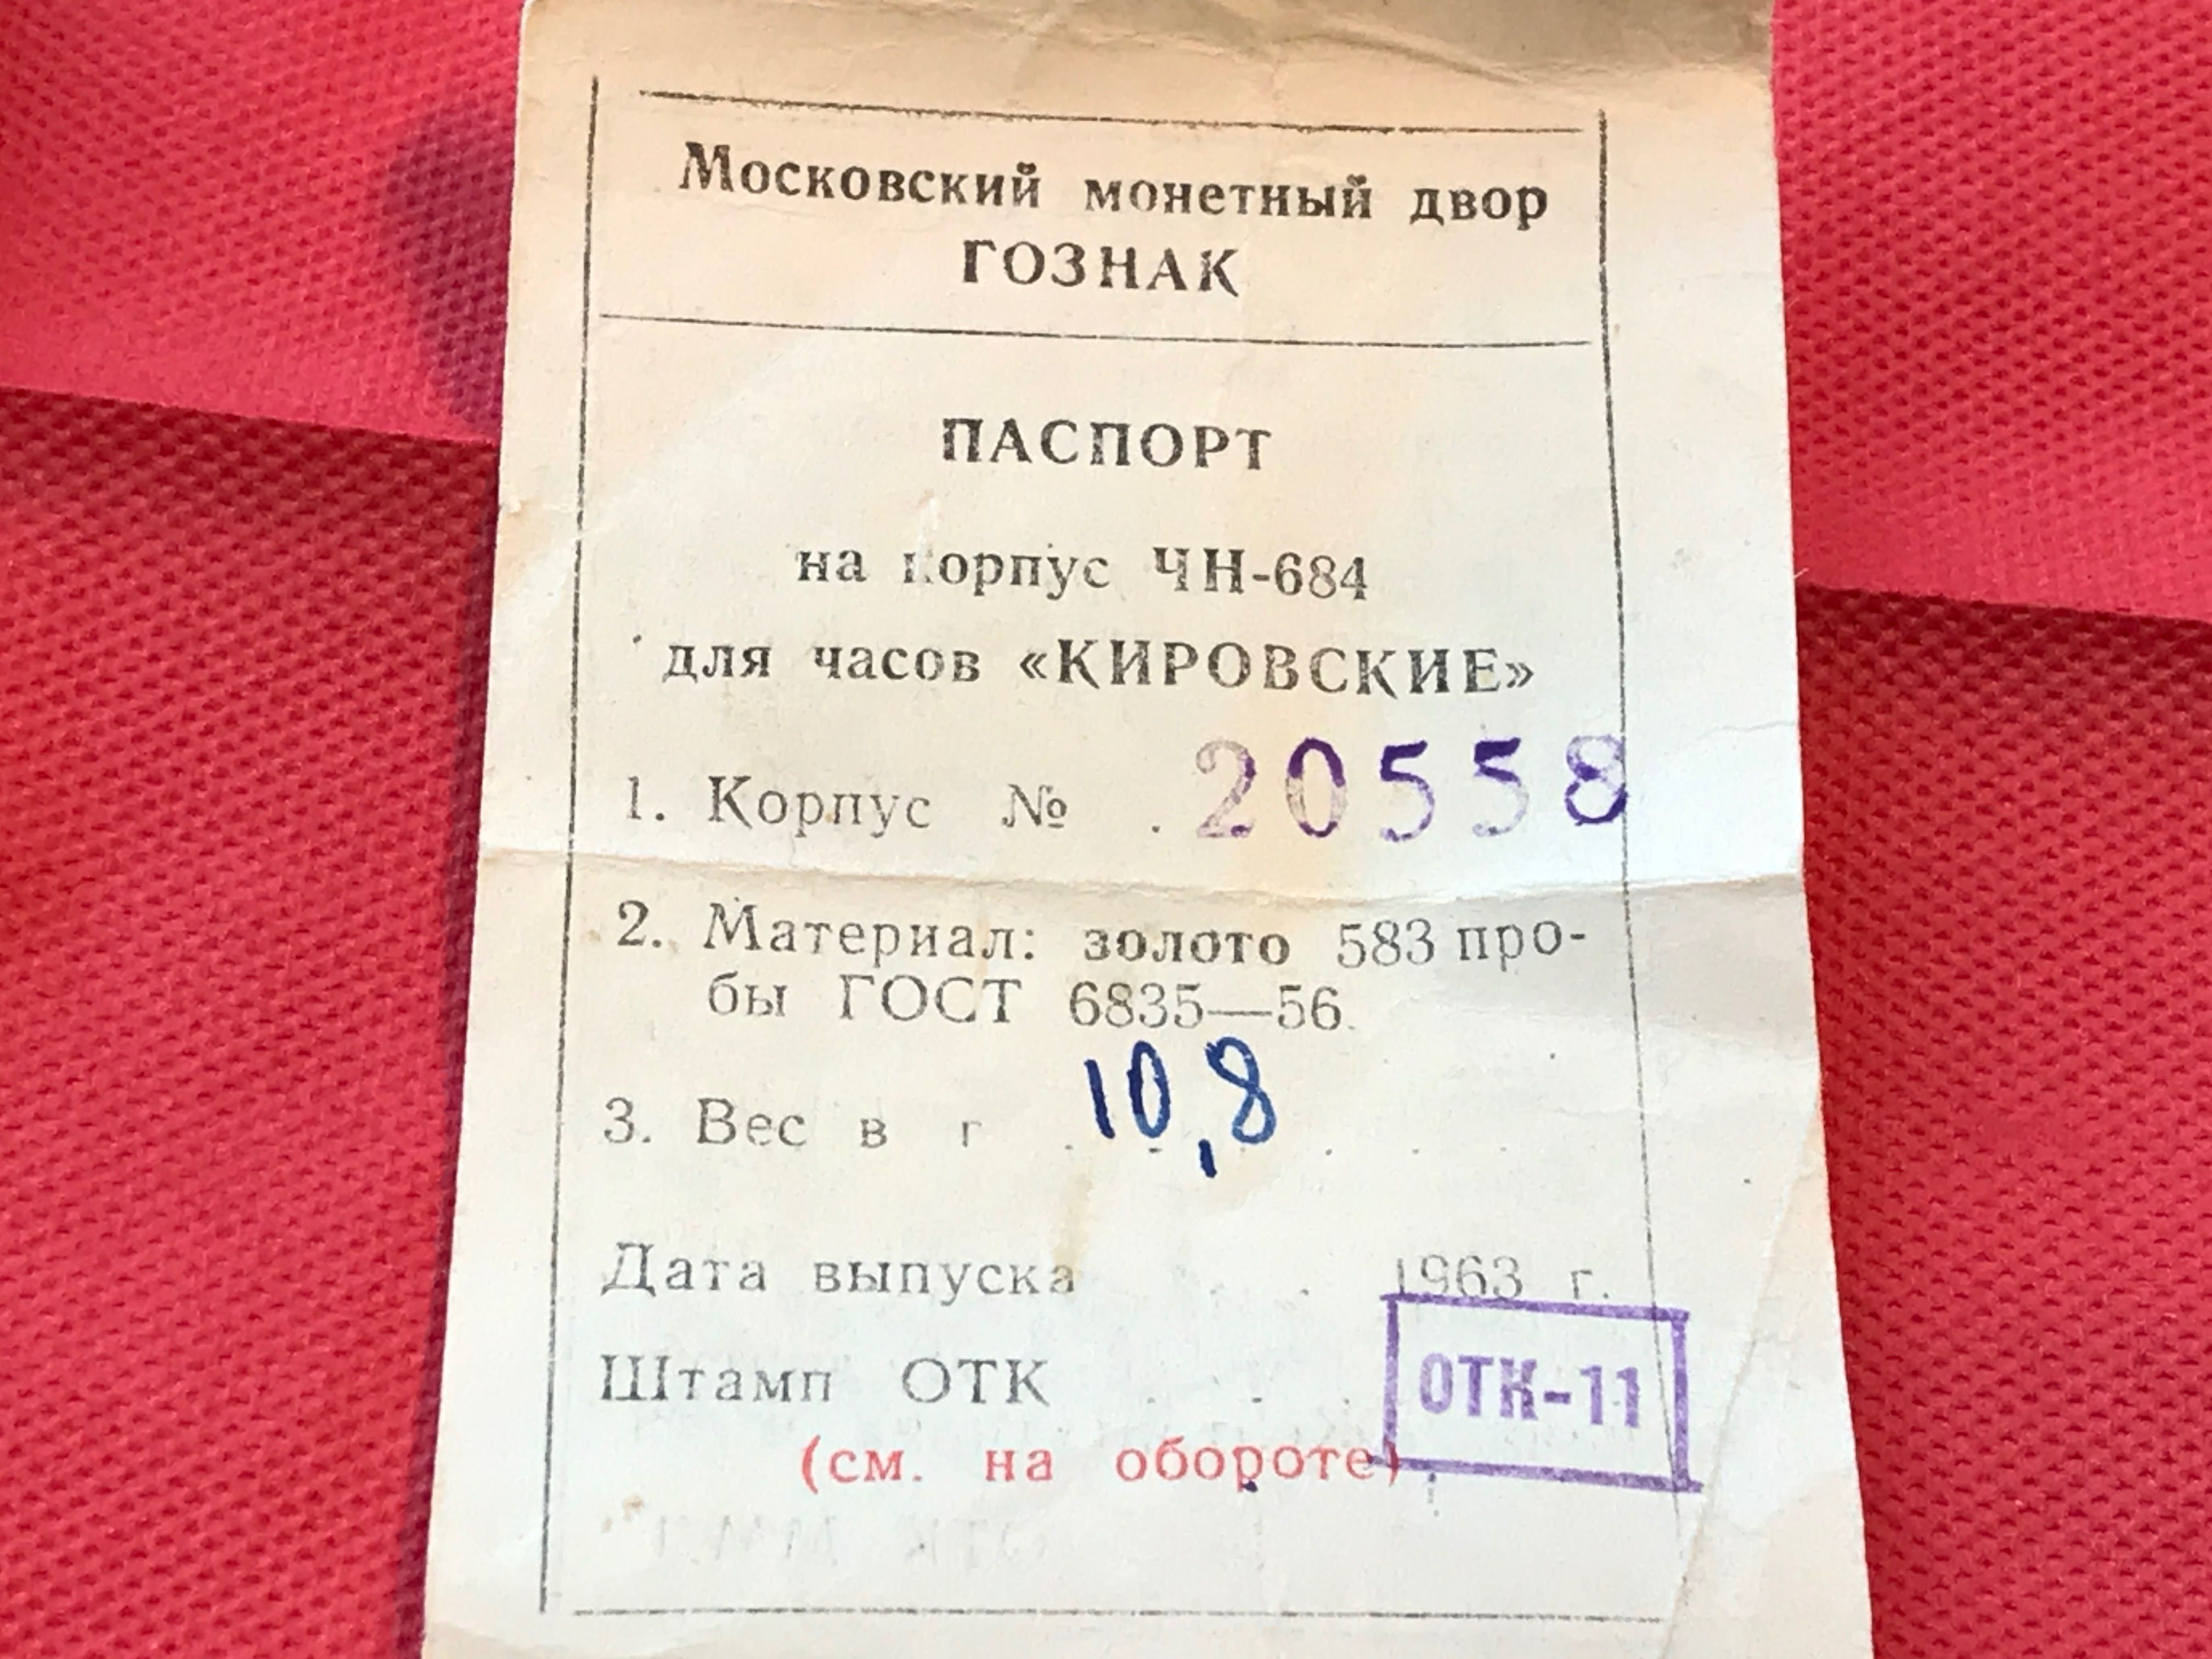 Московский монетный двор
ГОЗНАК
ПАСПОРТ
на корпус ЧН-684
для часов «КИРОВСКИЕ»
1. Корпус № . 20558
2. Материал: золото 583 про-
бы ГОСТ 6835—56.
3. Вес в г 10,8
Дата выпуска 1963 г.
Штамп ОТК ОТК-11
(см. на обороте)